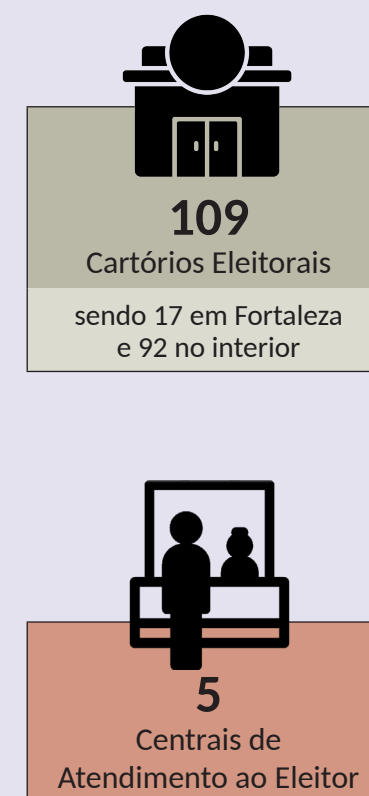 109
Cartórios Eleitorais
sendo 17 em Fortaleza
e 92 no interior
5
Centrais de
Atendimento ao Eleitor